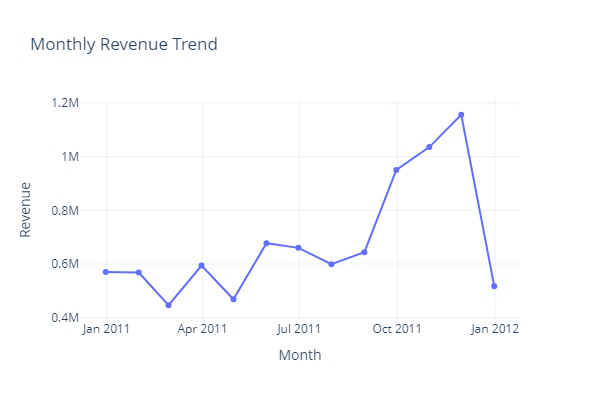 Monthly Revenue Trend
1.2M
1M
0.8M
0.6M
0.4M
Revenue
Jan 2011 Apr 2011 Jul 2011 Oct 2011 Jan 2012
Month